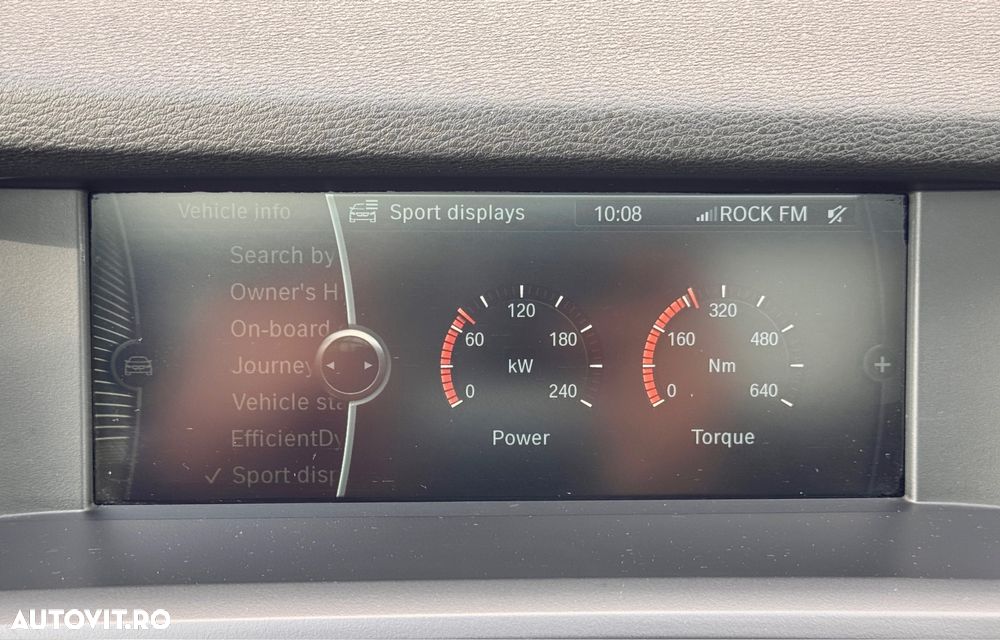 Vehicle info
Sport displays 10:08 ROCK FM
Search by
Owner's H
On-board
Journey
Vehicle sta
EfficientDy
Sport disp
0 60 120 180 240
kW
Power
0 160 320 480 640
Nm
Torque
AUTOVIT.RO